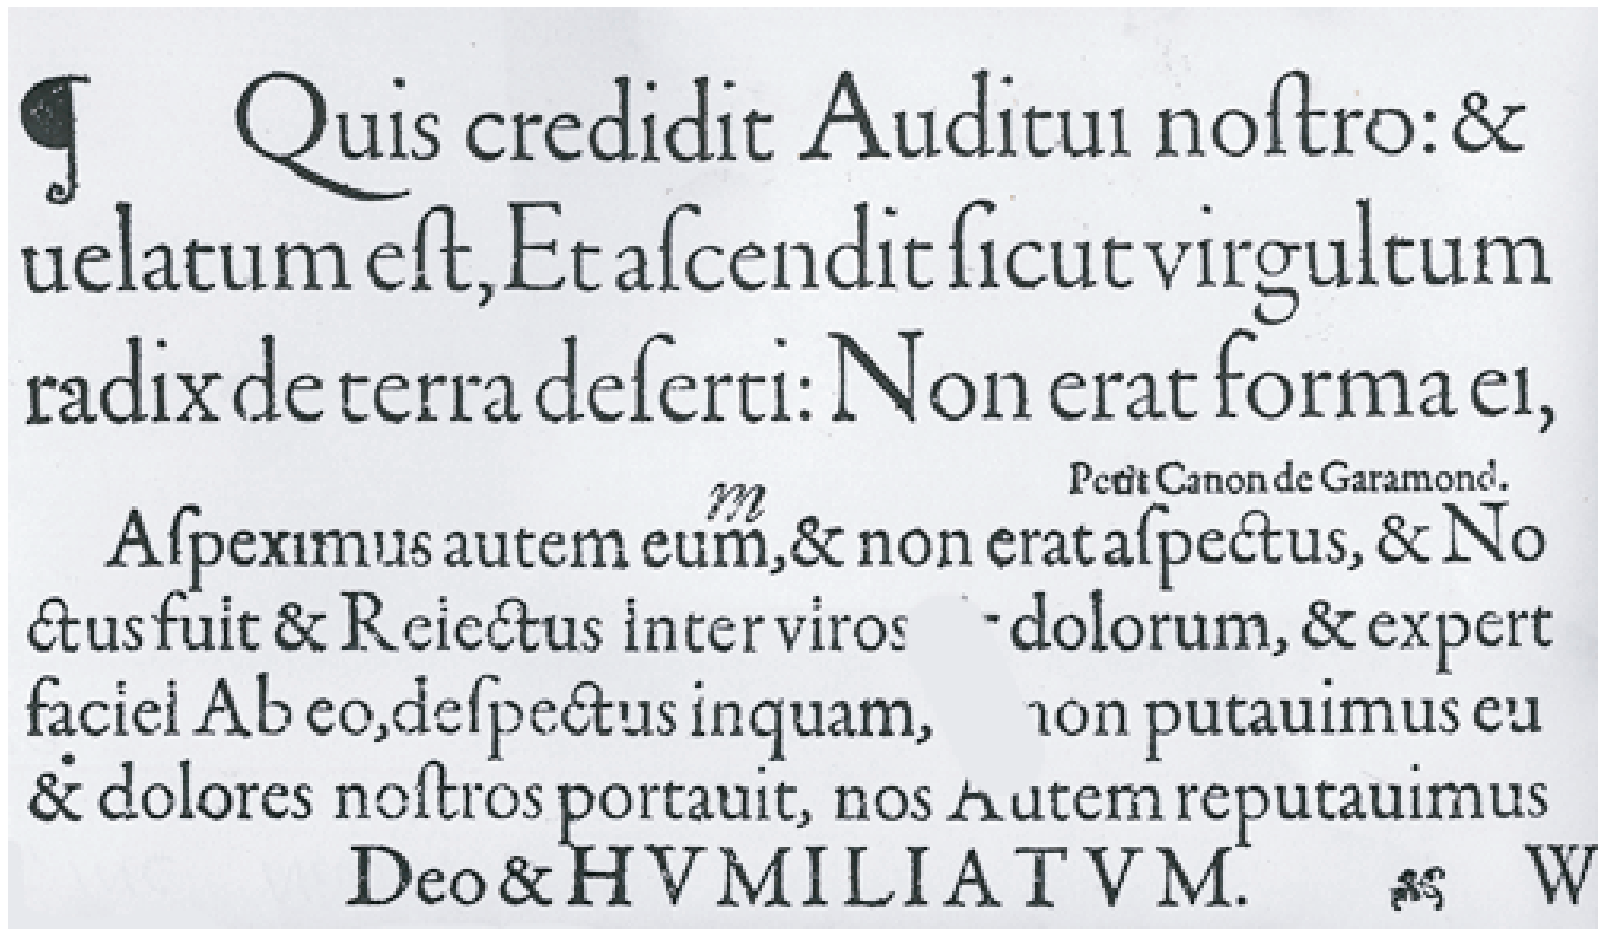 ¶ Quis credidit Auditui noſtro: &
uelatum eſt, Et aſcendit ſicut virgultum
radix de terra deſerti: Non erat forma ei,
Petit Canon de Garamond.
m
Aſpeximus autem eum, & non erat aſpectus, & No
ctus fuit & Reiectus inter viros dolorum, & expert
faciei Ab eo, deſpectus inquam, non putauimus eu
& dolores noſtros portauit, nos Autem reputauimus
Deo & HVMILIATVM. W